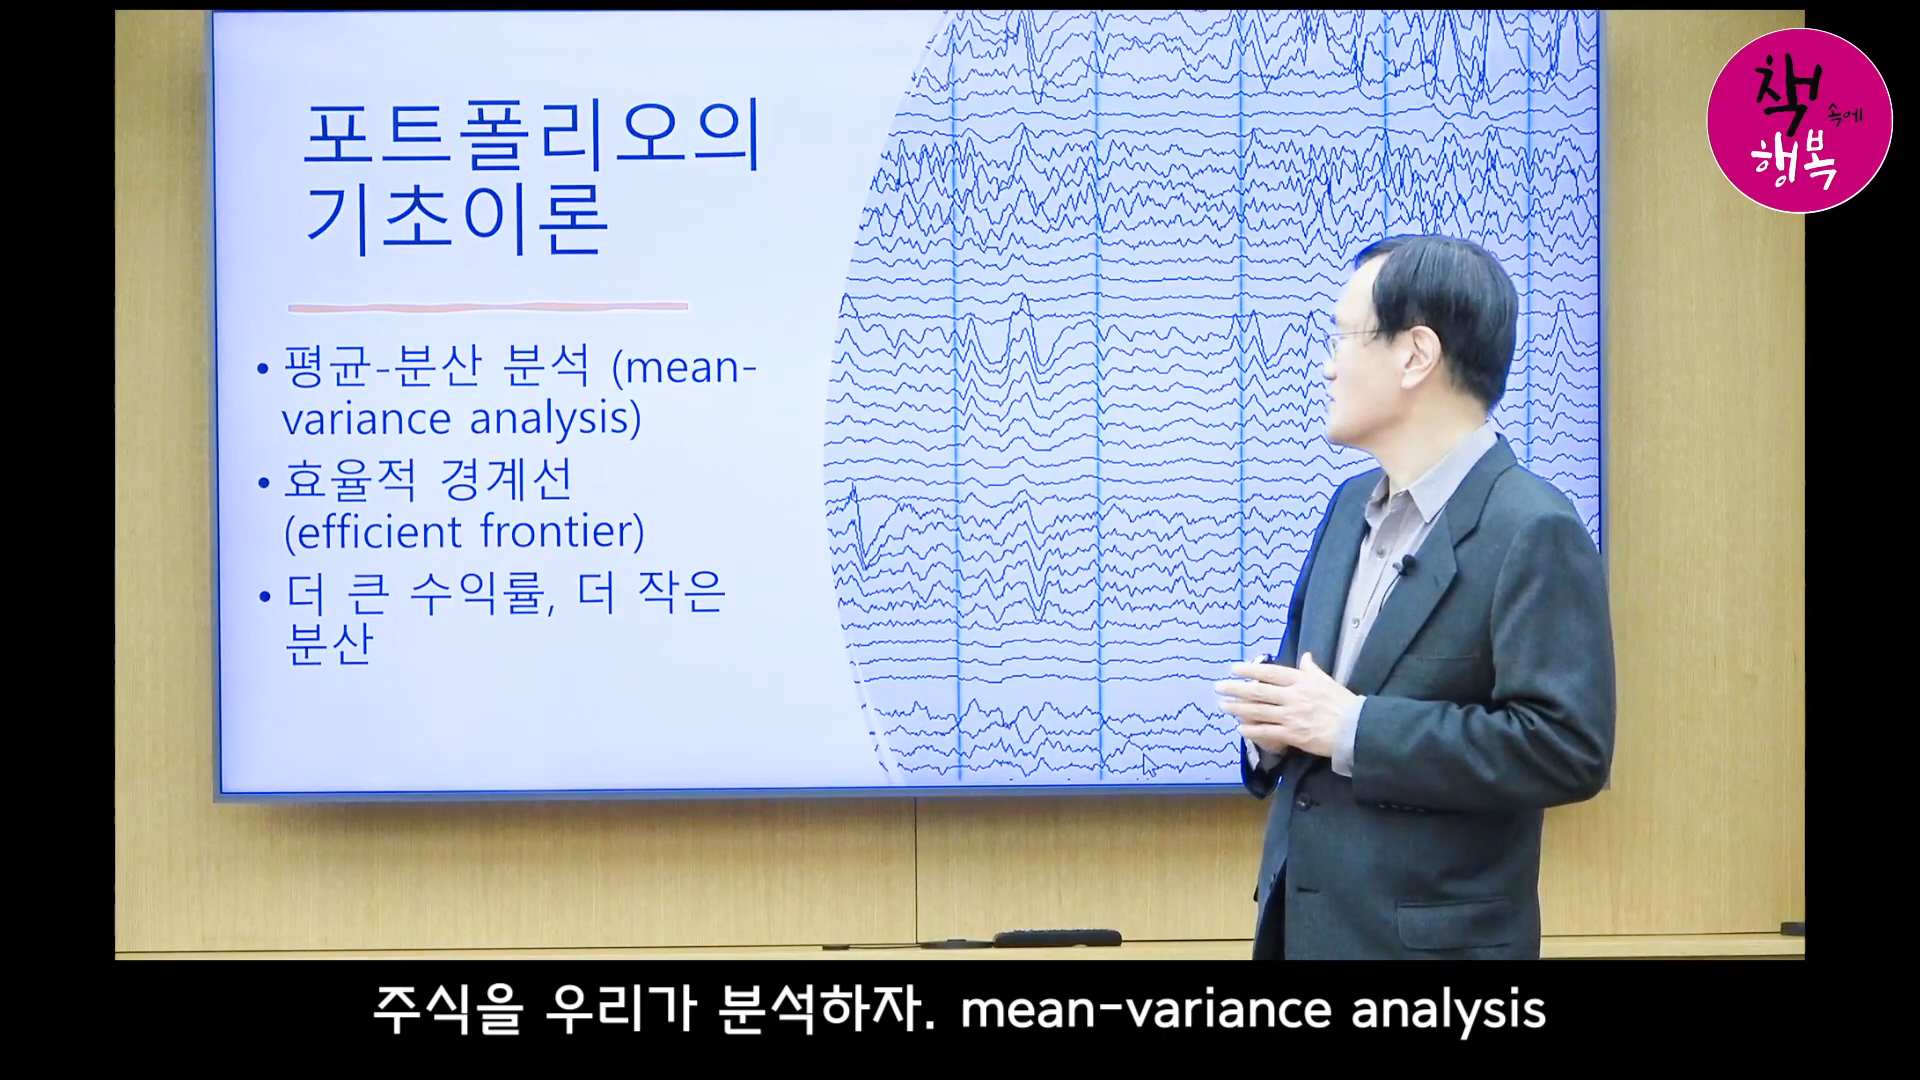 포트폴리오의
기초이론
• 평균-분산 분석 (mean-
variance analysis)
• 효율적 경계선
(efficient frontier)
• 더 큰 수익률, 더 작은
분산
책
속에
행복
주식을 우리가 분석하자. mean-variance analysis